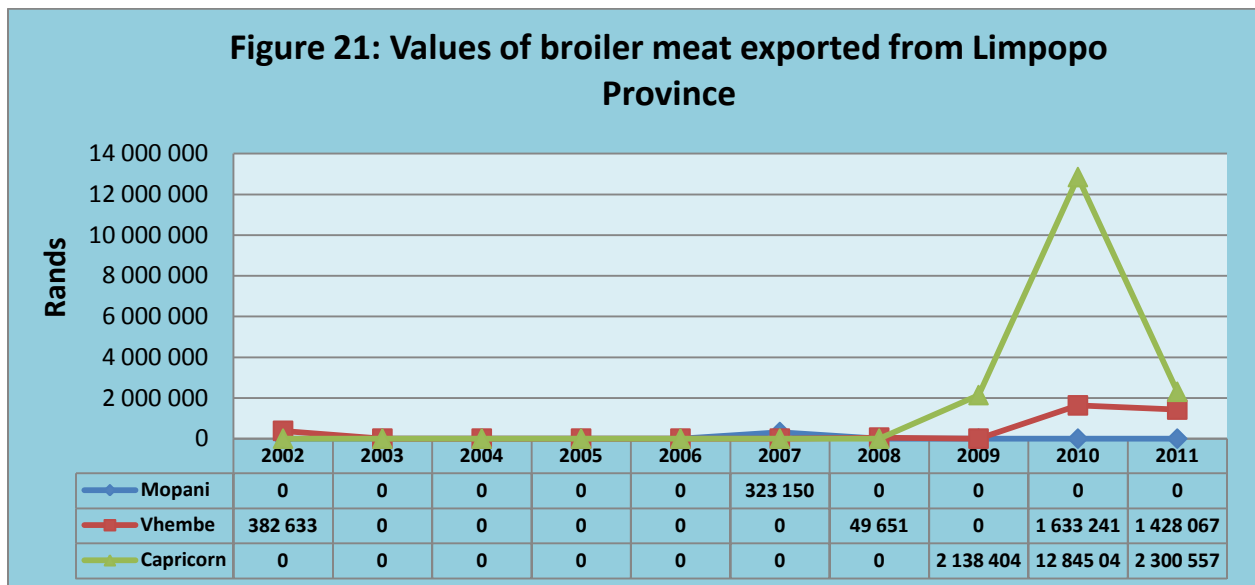 Figure 21: Values of broiler meat exported from Limpopo
Province
Rands
14 000 000
12 000 000
10 000 000
8 000 000
6 000 000
4 000 000
2 000 000
0
2002 2003 2004 2005 2006 2007 2008 2009 2010 2011
Mopani 0 0 0 0 0 323 150 0 0 0 0
Vhembe 382 633 0 0 0 0 0 49 651 0 1 633 241 1 428 067
Capricorn 0 0 0 0 0 0 0 2 138 404 12 845 04 2 300 557